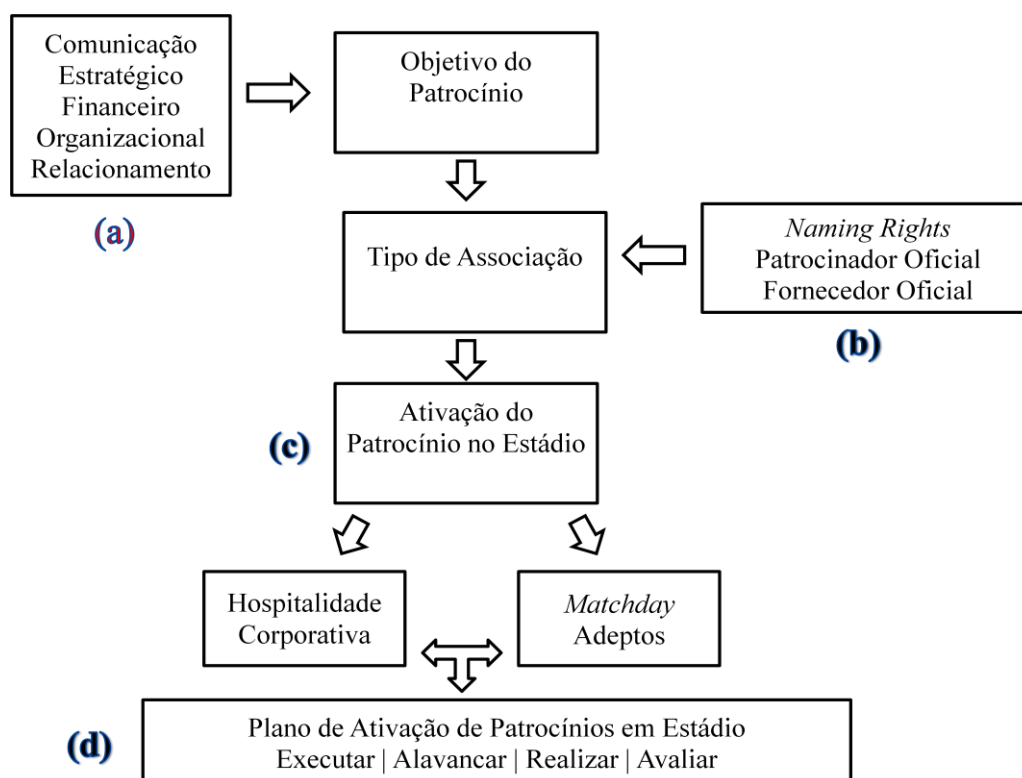 Comunicação
Estratégico
Financeiro
Organizacional
Relacionamento
(a)
Objetivo do
Patrocínio
Tipo de Associação
Naming Rights
Patrocinador Oficial
Fornecedor Oficial
(b)
(c)
Ativação do
Patrocínio no Estádio
Hospitalidade
Corporativa
Matchday
Adeptos
(d)
Plano de Ativação de Patrocínios em Estádio
Executar | Alavancar | Realizar | Avaliar